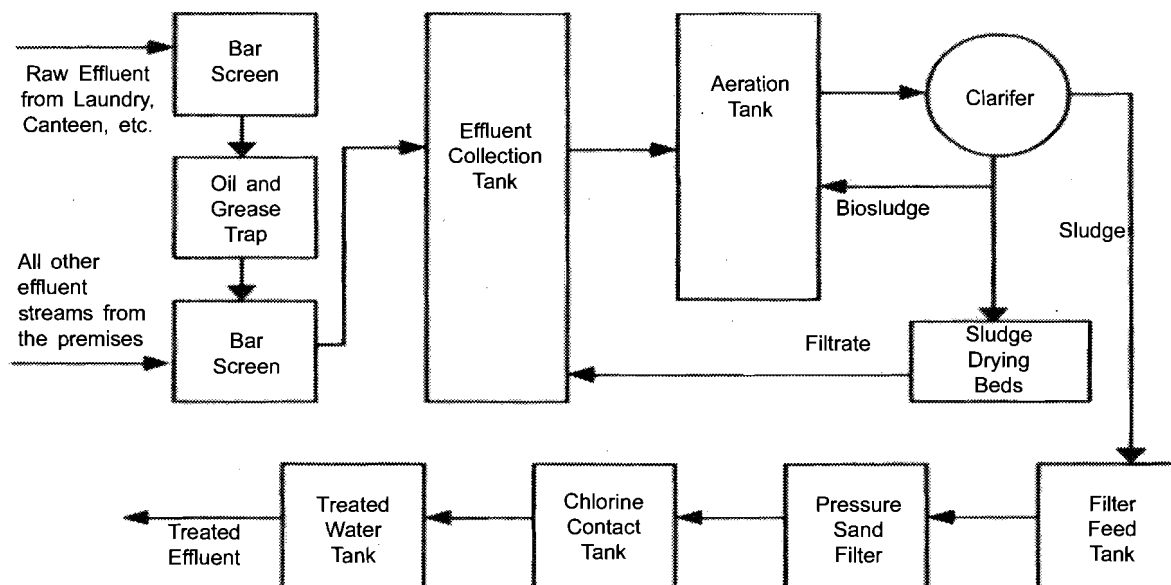 Bar
Screen
Raw Effluent
from Laundry,
Canteen, etc.
Oil and
Grease
Trap
All other
effluent
streams from
the premises
Bar
Screen
Effluent
Collection
Tank
Aeration
Tank
Clarifer
Biosludge
Sludge
Filtrate
Sludge
Drying
Beds
Treated
Effluent
Treated
Water
Tank
Chlorine
Contact
Tank
Pressure
Sand
Filter
Filter
Feed
Tank